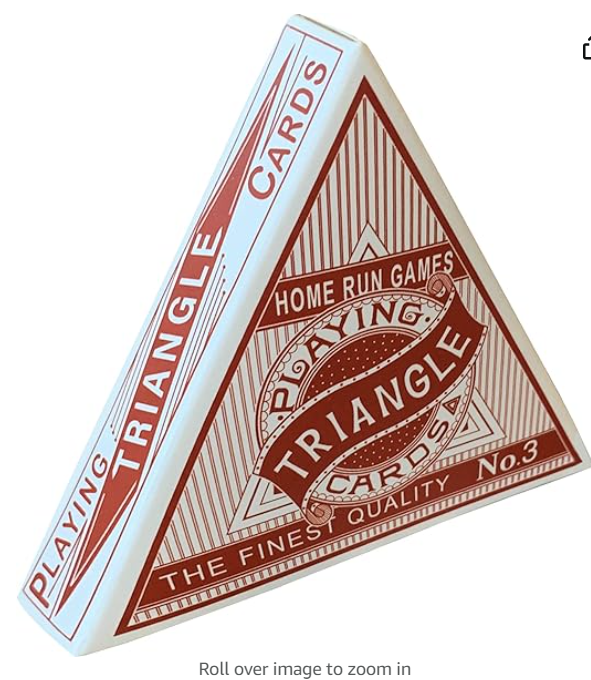 PLAYING TRIANGLE CARDS
HOME RUN GAMES
PLAYING
TRIANGLE
CARDS
THE FINEST QUALITY No.3
Roll over image to zoom in